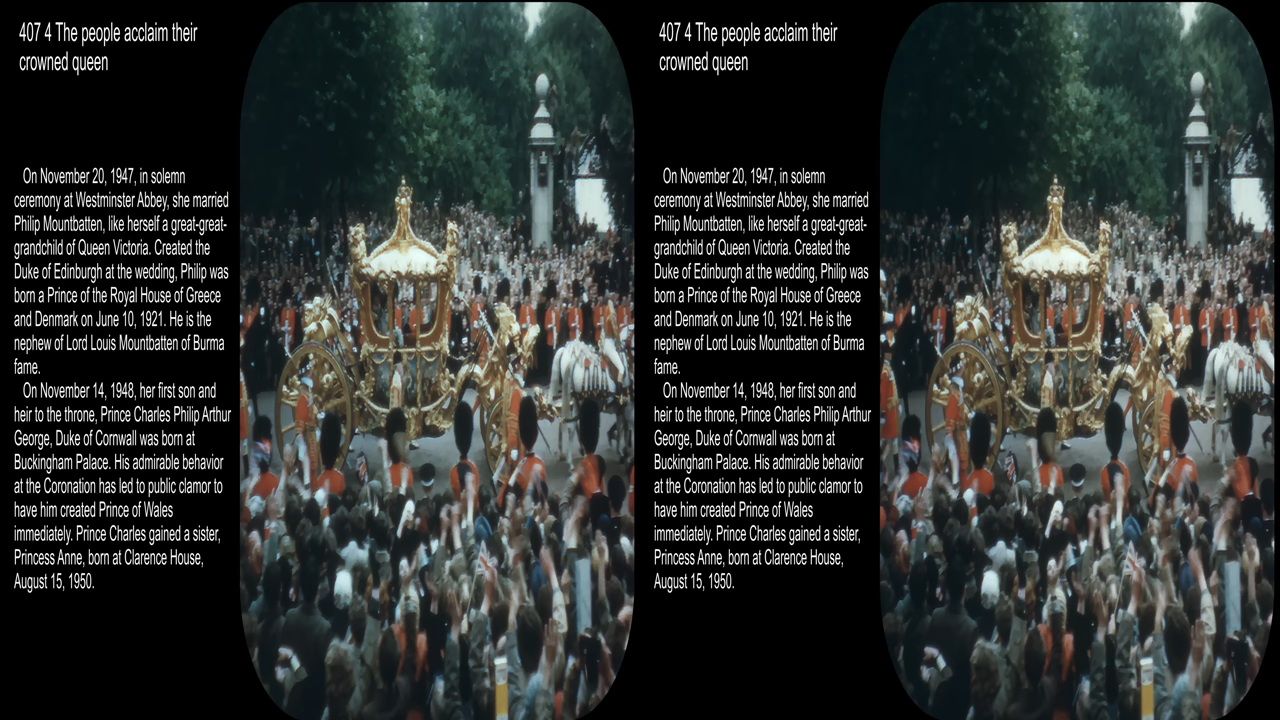 407 4 The people acclaim their
crowned queen
On November 20, 1947, in solemn
ceremony at Westminster Abbey, she married
Philip Mountbatten, like herself a great-great-
grandchild of Queen Victoria. Created the
Duke of Edinburgh at the wedding, Philip was
born a Prince of the Royal House of Greece
and Denmark on June 10, 1921. He is the
nephew of Lord Louis Mountbatten of Burma
fame.
On November 14, 1948, her first son and
heir to the throne, Prince Charles Philip Arthur
George, Duke of Cornwall was born at
Buckingham Palace. His admirable behavior
at the Coronation has led to public clamor to
have him created Prince of Wales
immediately. Prince Charles gained a sister,
Princess Anne, born at Clarence House,
August 15, 1950.
407 4 The people acclaim their
crowned queen
On November 20, 1947, in solemn
ceremony at Westminster Abbey, she married
Philip Mountbatten, like herself a great-great-
grandchild of Queen Victoria. Created the
Duke of Edinburgh at the wedding, Philip was
born a Prince of the Royal House of Greece
and Denmark on June 10, 1921. He is the
nephew of Lord Louis Mountbatten of Burma
fame.
On November 14, 1948, her first son and
heir to the throne, Prince Charles Philip Arthur
George, Duke of Cornwall was born at
Buckingham Palace. His admirable behavior
at the Coronation has led to public clamor to
have him created Prince of Wales
immediately. Prince Charles gained a sister,
Princess Anne, born at Clarence House,
August 15, 1950.